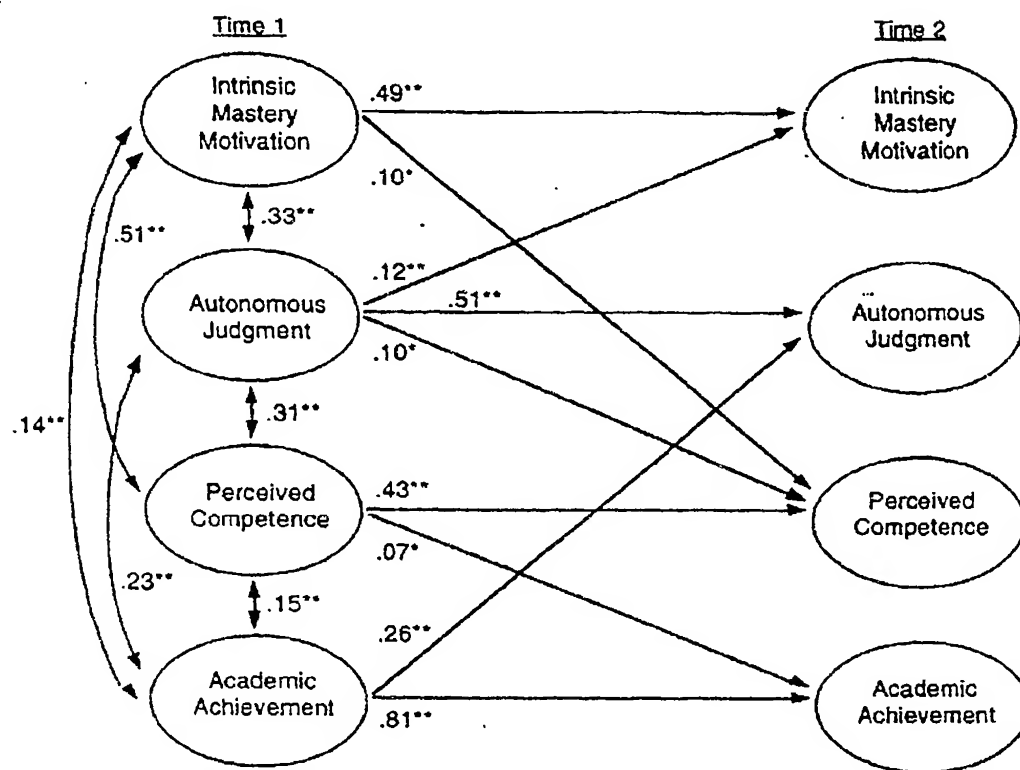 Time 1
Time 2
Intrinsic
Mastery
Motivation
.49**
Intrinsic
Mastery
Motivation
.10*
.33**
.51**
.12**
.51**
Autonomous
Judgment
Autonomous
Judgment
.10*
.14**
.31**
Perceived
Competence
.43**
Perceived
Competence
.07*
.23**
.15**
.26**
Academic
Achievement
Academic
Achievement
.81**